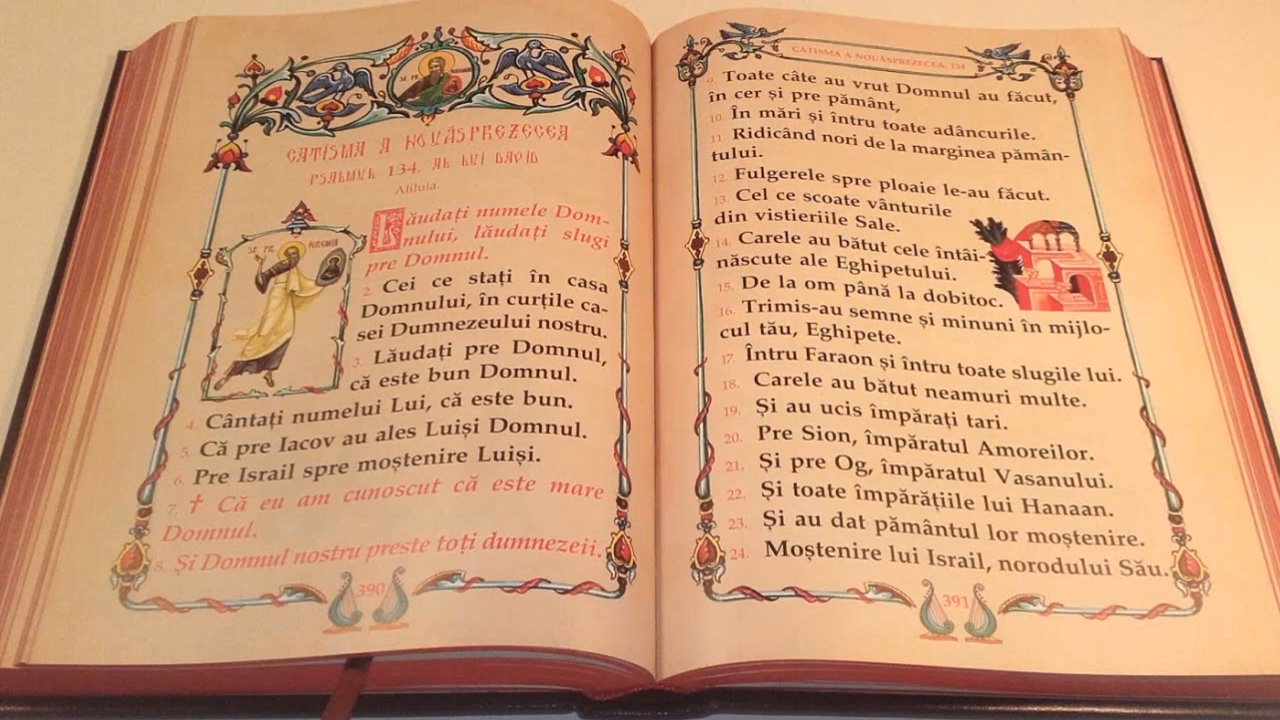 SF. PR. IEREMIA
CATISMA A NOUĂSPREZECEA
PSALMUL 134. AL LUI DAVID
Aliluia.
Lăudați numele Dom-
nului, lăudați slugi
pre Domnul.
SF. PR. IEREMIA
2. Cei ce stați în casa
Domnului, în curțile ca-
sei Dumnezeului nostru.
3. Lăudați pre Domnul,
că este bun Domnul.
4. Cântați numelui Lui, că este bun.
5. Că pre Iacov au ales Luiși Domnul.
6. Pre Israil spre moștenire Luiși.
7. † Că eu am cunoscut că este mare
Domnul.
8. Și Domnul nostru preste toți dumnezeii.
390
CATISMA A NOUĂSPREZECEA, 134
9. Toate câte au vrut Domnul au făcut,
în cer și pre pământ,
10. În mări și întru toate adâncurile.
11. Ridicând nori de la marginea pămân-
tului.
12. Fulgerele spre ploaie le-au făcut.
13. Cel ce scoate vânturile
din vistieriile Sale.
14. Carele au bătut cele întâi-
născute ale Eghipetului.
15. De la om până la dobitoc.
16. Trimis-au semne și minuni în mijlo-
cul tău, Eghipete.
17. Întru Faraon și întru toate slugile lui.
18. Carele au bătut neamuri multe.
19. Și au ucis împărați tari.
20. Pre Sion, împăratul Amoreilor.
21. Și pre Og, împăratul Vasanului.
22. Și toate împărățiile lui Hanaan.
23. Și au dat pământul lor moștenire.
24. Moștenire lui Israil, norodului Său.
391